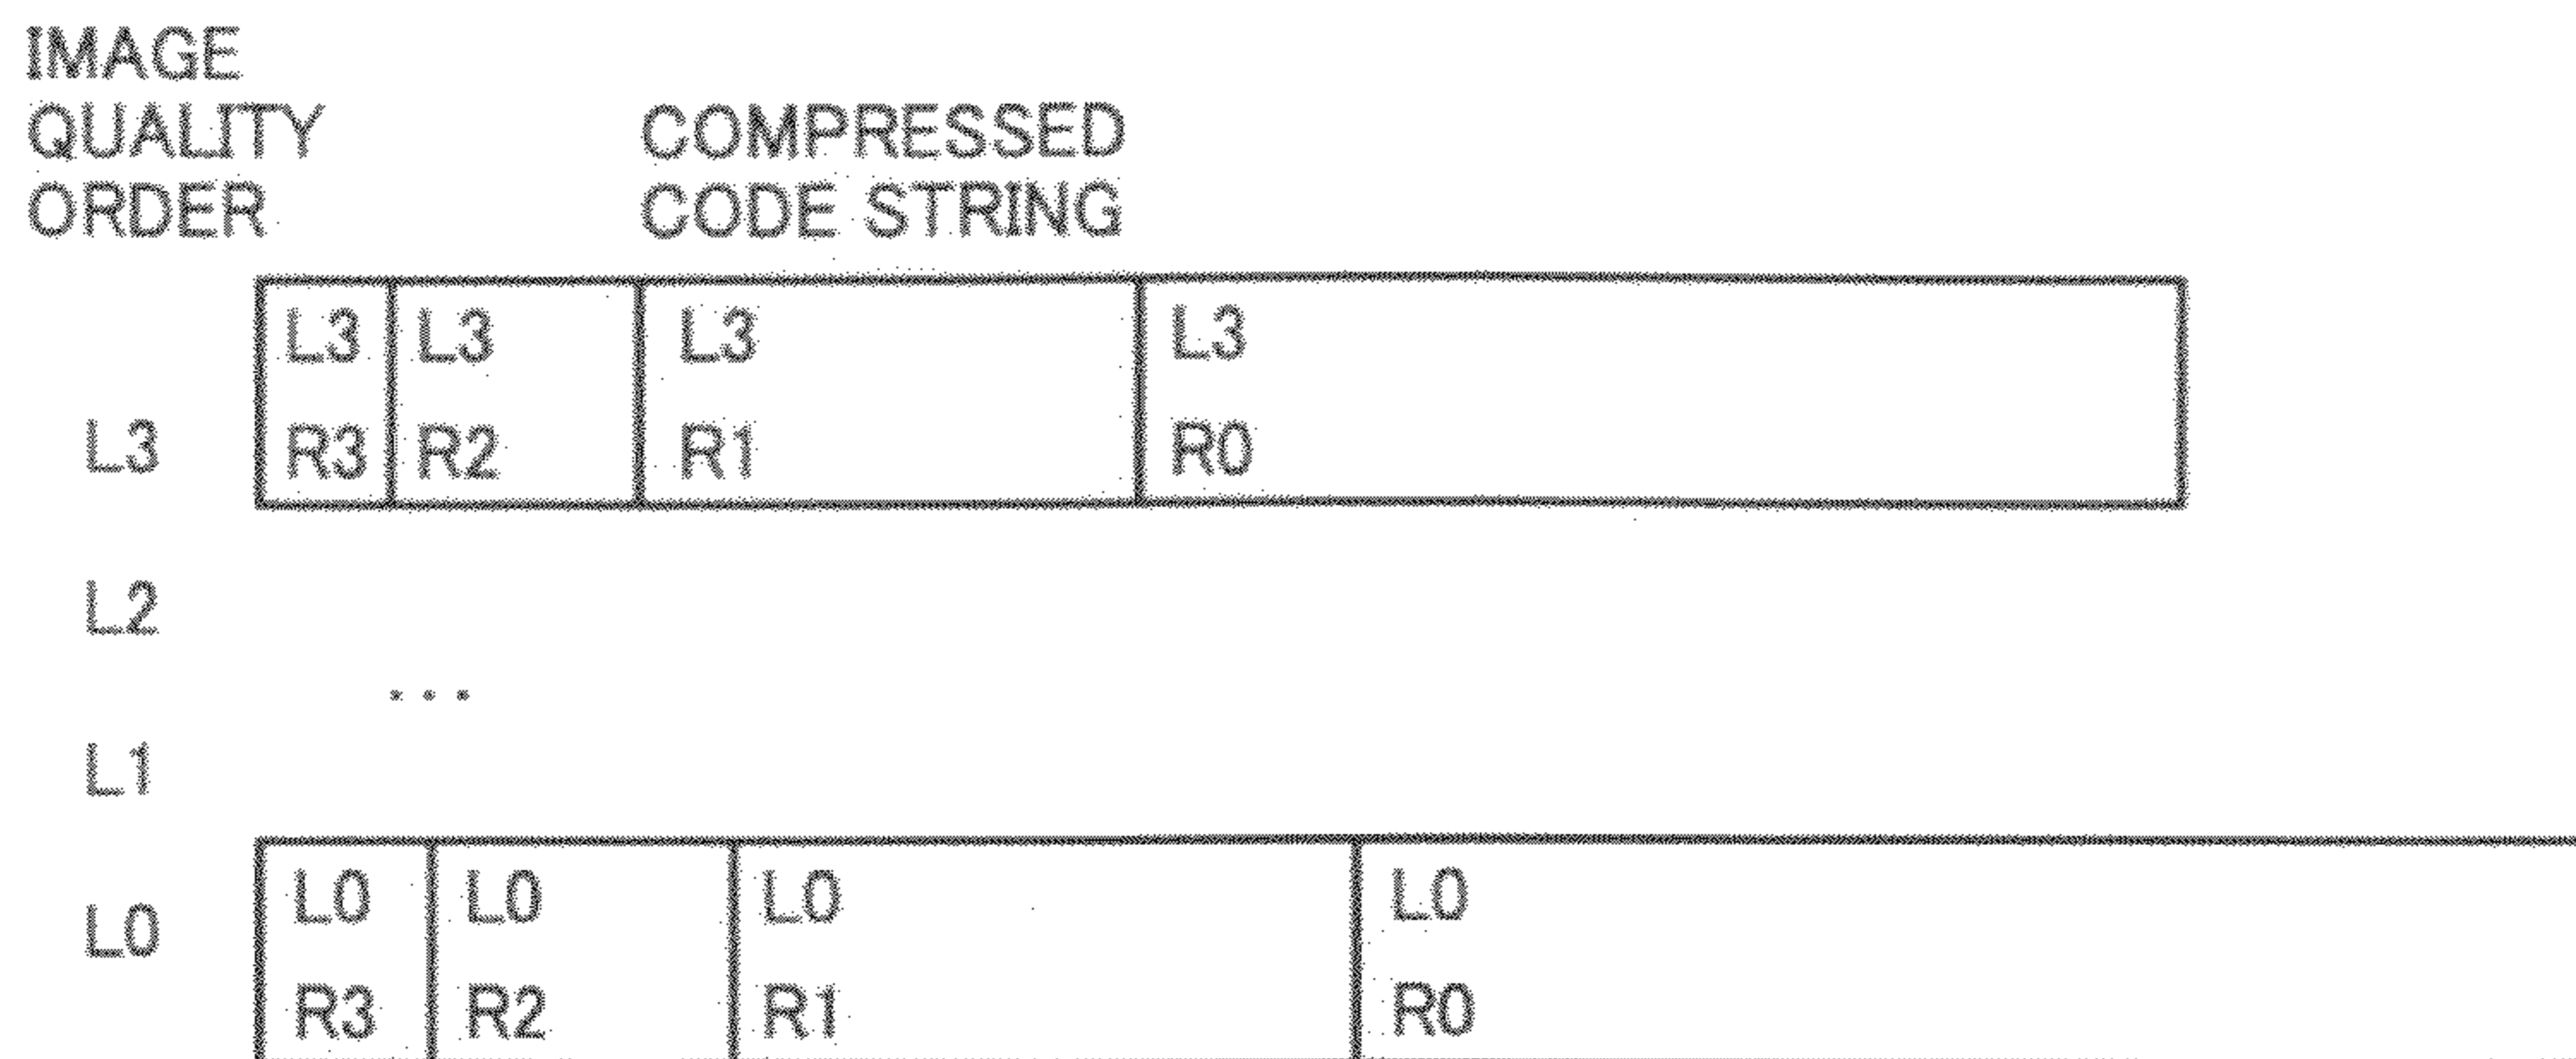 IMAGE
QUALITY
ORDER
COMPRESSED
CODE STRING
L3 L3 L3 L3
L3 R3 R2 R1 R0
L2
...
L1
L0 L0 L0 L0
L0
R3 R2 R1 R0